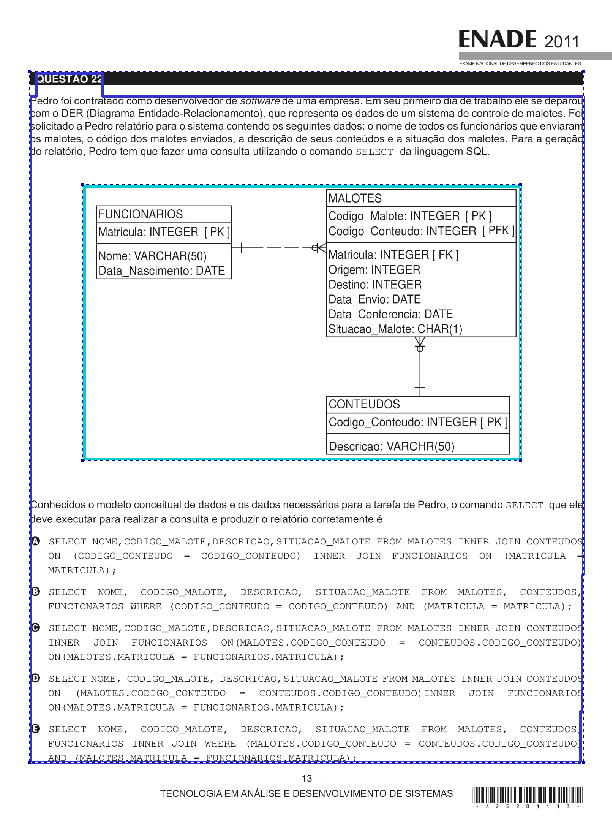 ENADE 2011
EXAME NACIONAL DE DESEMPENHO DOS ESTUDANTES
QUESTÃO 22
Pedro foi contratado como desenvolvedor de software de uma empresa. Em seu primeiro dia de trabalho ele se deparou
com o DER (Diagrama Entidade-Relacionamento), que representa os dados de um sistema de controle de malotes. Foi
solicitado a Pedro relatório para o sistema contendo os seguintes dados: o nome de todos os funcionários que enviaram
os malotes, o código dos malotes enviados, a descrição de seus conteúdos e a situação dos malotes. Para a geração
do relatório, Pedro tem que fazer uma consulta utilizando o comando SELECT da linguagem SQL.
FUNCIONARIOS
Matricula: INTEGER [ PK ]
Nome: VARCHAR(50)
Data_Nascimento: DATE
MALOTES
Codigo_Malote: INTEGER [ PK ]
Codigo_Conteudo: INTEGER [ PFK ]
Matricula: INTEGER [ FK ]
Origem: INTEGER
Destino: INTEGER
Data_Envio: DATE
Data_Conferencia: DATE
Situacao_Malote: CHAR(1)
CONTEUDOS
Codigo_Conteudo: INTEGER [ PK ]
Descricao: VARCHR(50)
Conhecidos o modelo conceitual de dados e os dados necessários para a tarefa de Pedro, o comando SELECT que ele
deve executar para realizar a consulta e produzir o relatório corretamente é
A SELECT NOME,CODIGO_MALOTE,DESCRICAO,SITUACAO_MALOTE FROM MALOTES INNER JOIN CONTEUDOS
ON (CODIGO_CONTEUDO = CODIGO_CONTEUDO) INNER JOIN FUNCIONARIOS ON (MATRICULA =
MATRICULA);
B SELECT NOME, CODIGO_MALOTE, DESCRICAO, SITUACAO_MALOTE FROM MALOTES, CONTEUDOS,
FUNCIONARIOS WHERE (CODIGO_CONTEUDO = CODIGO_CONTEUDO) AND (MATRICULA = MATRICULA);
C SELECT NOME,CODIGO_MALOTE,DESCRICAO,SITUACAO_MALOTE FROM MALOTES INNER JOIN CONTEUDOS
INNER JOIN FUNCIONARIOS ON(MALOTES.CODIGO_CONTEUDO = CONTEUDOS.CODIGO_CONTEUDO)
ON(MALOTES.MATRICULA = FUNCIONARIOS.MATRICULA);
D SELECT NOME, CODIGO_MALOTE, DESCRICAO,SITUACAO_MALOTE FROM MALOTES INNER JOIN CONTEUDOS
ON (MALOTES.CODIGO_CONTEUDO = CONTEUDOS.CODIGO_CONTEUDO)INNER JOIN FUNCIONARIOS
ON(MALOTES.MATRICULA = FUNCIONARIOS.MATRICULA);
E SELECT NOME, CODIGO_MALOTE, DESCRICAO, SITUACAO_MALOTE FROM MALOTES, CONTEUDOS,
FUNCIONARIOS INNER JOIN WHERE (MALOTES.CODIGO_CONTEUDO = CONTEUDOS.CODIGO_CONTEUDO)
AND (MALOTES.MATRICULA = FUNCIONARIOS.MATRICULA);
13
TECNOLOGIA EM ANÁLISE E DESENVOLVIMENTO DE SISTEMAS